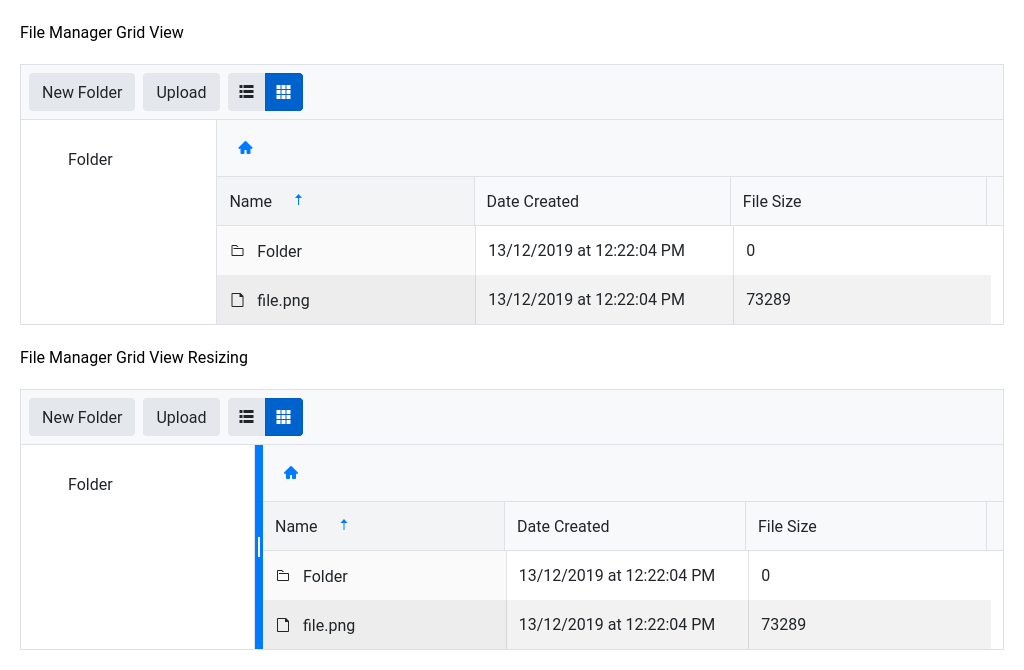 File Manager Grid View
New Folder Upload
Folder
Name Date Created File Size
Folder 13/12/2019 at 12:22:04 PM 0
file.png 13/12/2019 at 12:22:04 PM 73289
File Manager Grid View Resizing
New Folder Upload
Folder
Name Date Created File Size
Folder 13/12/2019 at 12:22:04 PM 0
file.png 13/12/2019 at 12:22:04 PM 73289